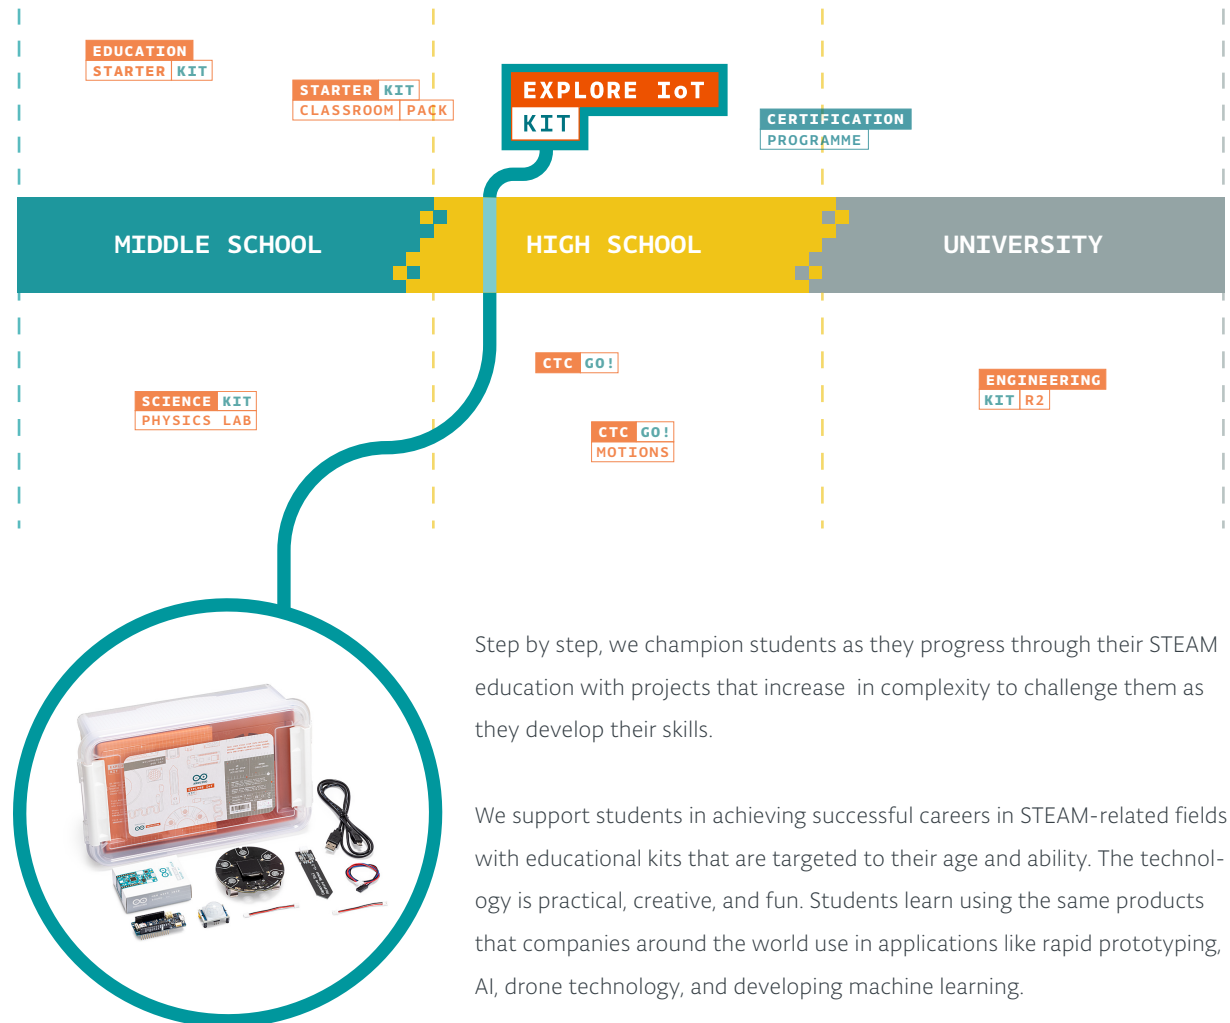 EDUCATION
STARTER KIT
STARTER KIT
CLASSROOM PACK
EXPLORE IoT
KIT
CERTIFICATION
PROGRAMME
MIDDLE SCHOOL
HIGH SCHOOL
UNIVERSITY
SCIENCE KIT
PHYSICS LAB
CTC GO!
CTC GO!
MOTIONS
ENGINEERING
KIT R2
EXPLORE IoT
Step by step, we champion students as they progress through their STEAM
education with projects that increase in complexity to challenge them as
they develop their skills.
We support students in achieving successful careers in STEAM-related fields
with educational kits that are targeted to their age and ability. The technol-
ogy is practical, creative, and fun. Students learn using the same products
that companies around the world use in applications like rapid prototyping,
AI, drone technology, and developing machine learning.